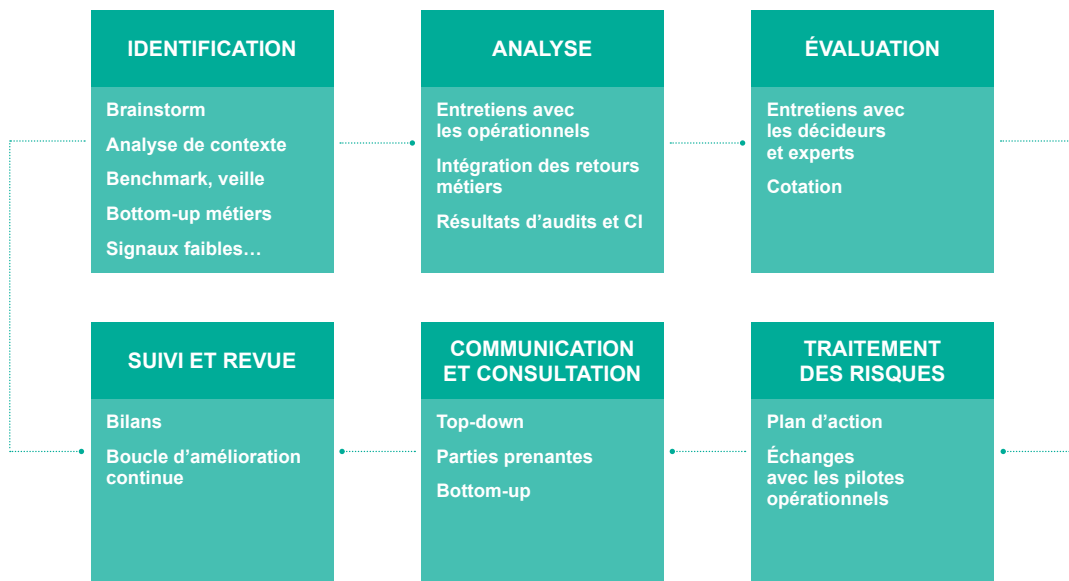 IDENTIFICATION
Brainstorm
Analyse de contexte
Benchmark, veille
Bottom-up métiers
Signaux faibles…
ANALYSE
Entretiens avec
les opérationnels
Intégration des retours
métiers
Résultats d’audits et CI
ÉVALUATION
Entretiens avec
les décideurs
et experts
Cotation
SUIVI ET REVUE
Bilans
Boucle d’amélioration
continue
COMMUNICATION
ET CONSULTATION
Top-down
Parties prenantes
Bottom-up
TRAITEMENT
DES RISQUES
Plan d’action
Échanges
avec les pilotes
opérationnels